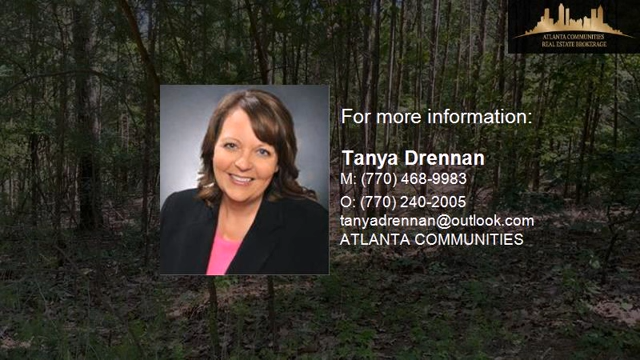 ATLANTA COMMUNITIES
REAL ESTATE BROKERAGE
For more information:
Tanya Drennan
M: (770) 468-9983
O: (770) 240-2005
tanyadrennan@outlook.com
ATLANTA COMMUNITIES